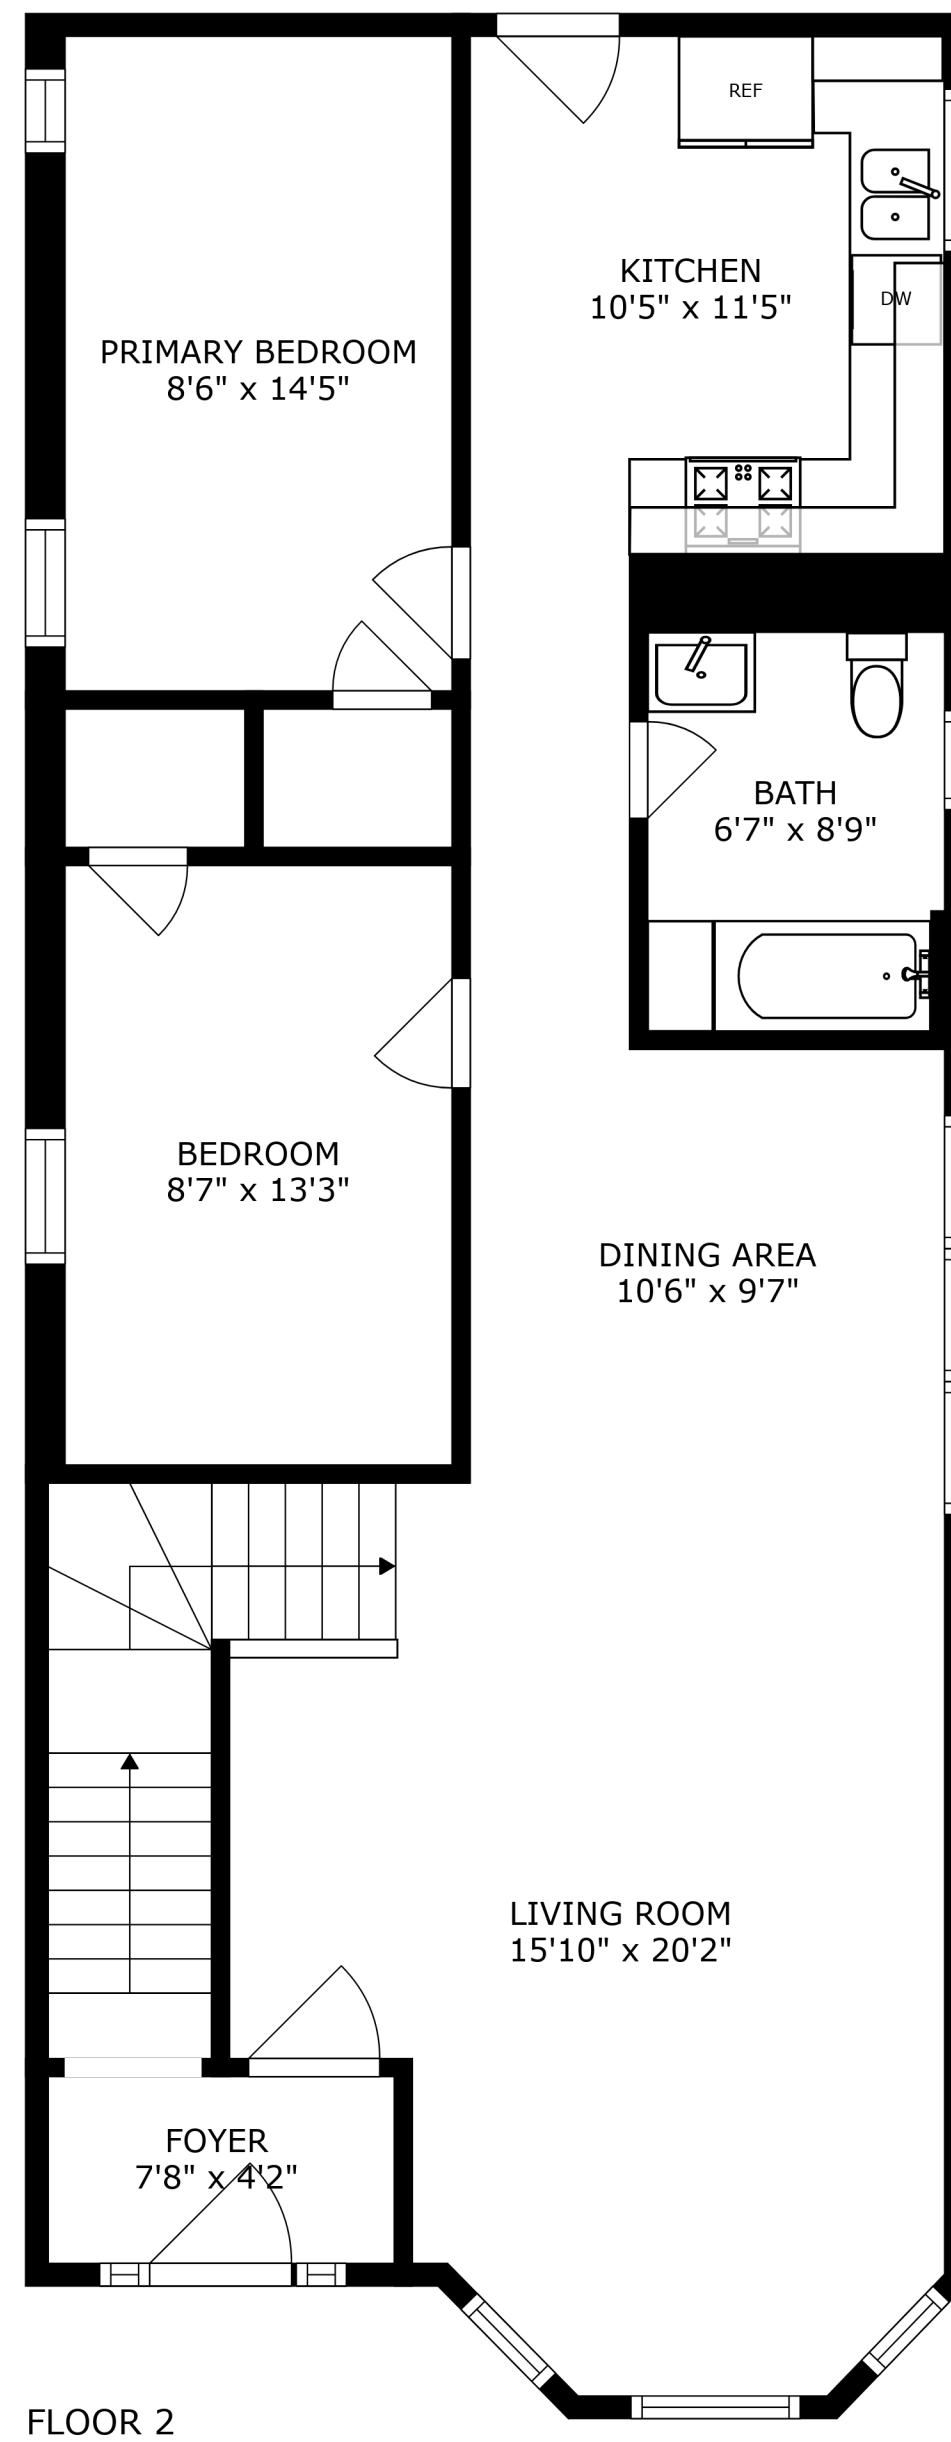 REF
KITCHEN
10'5" x 11'5"
DW
PRIMARY BEDROOM
8'6" x 14'5"
BATH
6'7" x 8'9"
BEDROOM
8'7" x 13'3"
DINING AREA
10'6" x 9'7"
LIVING ROOM
15'10" x 20'2"
FOYER
7'8" x 4'2"
FLOOR 2